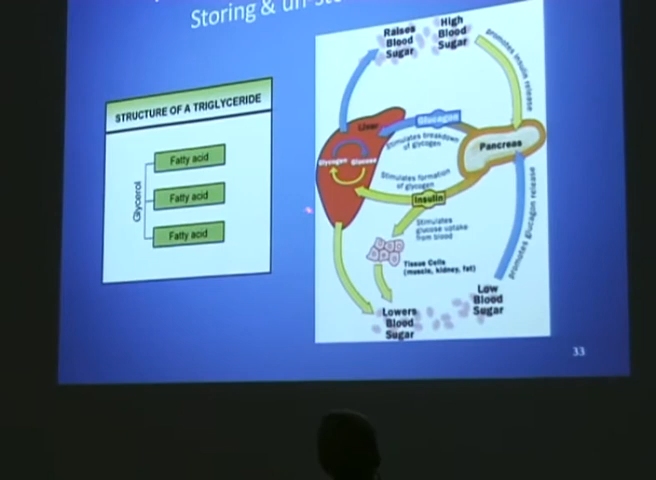 Storing & un-sto
STRUCTURE OF A TRIGLYCERIDE
Glycerol
Fatty acid
Fatty acid
Fatty acid
Raises
Blood
Sugar
High
Blood
Sugar
promotes insulin release
Liver
Glucagon
Stimulates breakdown
of glycogen
Pancreas
Glycogen
Glucose
Stimulates formation
of glycogen
Insulin
Stimulates
glucose uptake
from blood
Tissue Cells
(muscle, kidney, fat)
promotes glucagon release
Low
Blood
Sugar
Lowers
Blood
Sugar
33